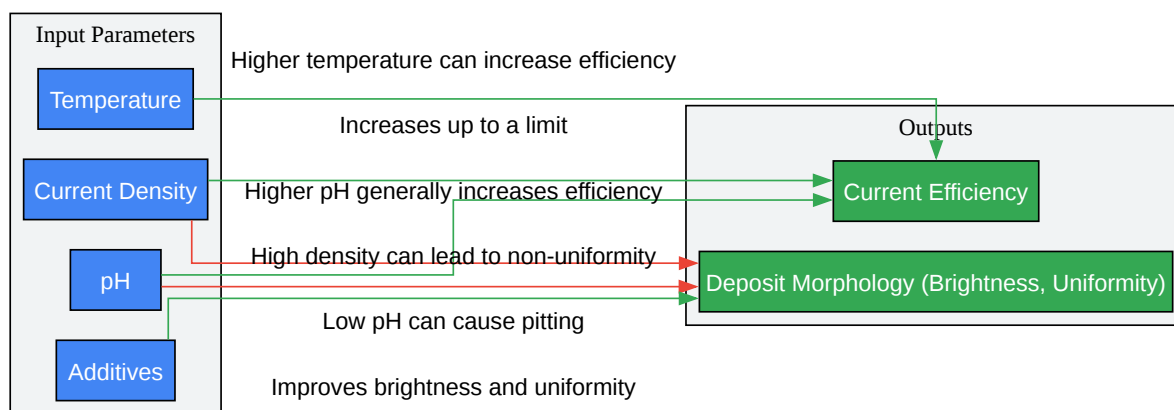 Input Parameters
Temperature
Current Density
pH
Additives
Higher temperature can increase efficiency
Increases up to a limit
Higher pH generally increases efficiency
High density can lead to non-uniformity
Low pH can cause pitting
Improves brightness and uniformity
Outputs
Current Efficiency
Deposit Morphology (Brightness, Uniformity)